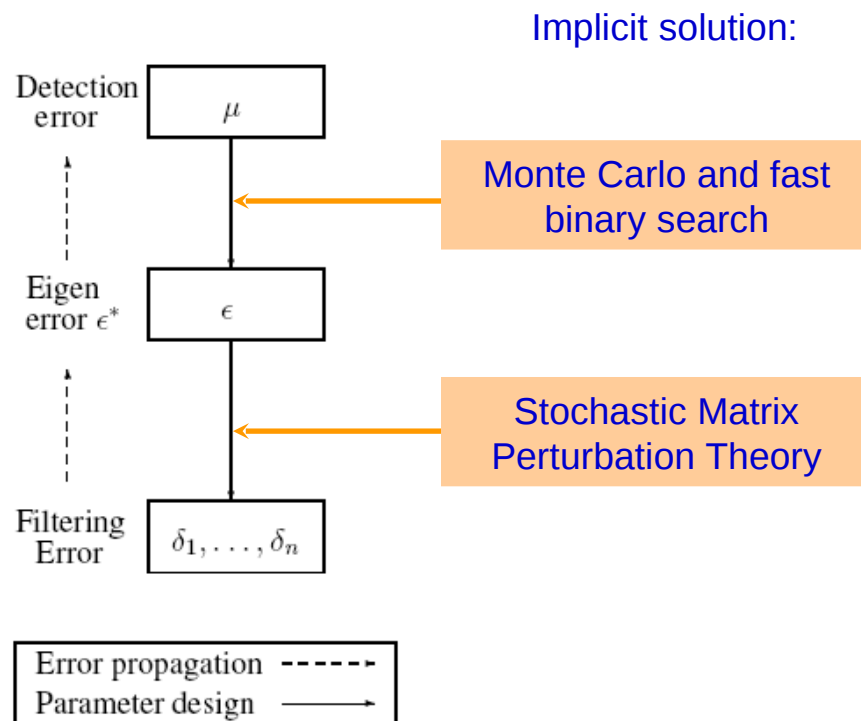 Implicit solution:
Detection
error
μ
Monte Carlo and fast
binary search
Eigen
error ϵ*
ϵ
Stochastic Matrix
Perturbation Theory
Filtering
Error
δ₁, . . . , δₙ
Error propagation
Parameter design